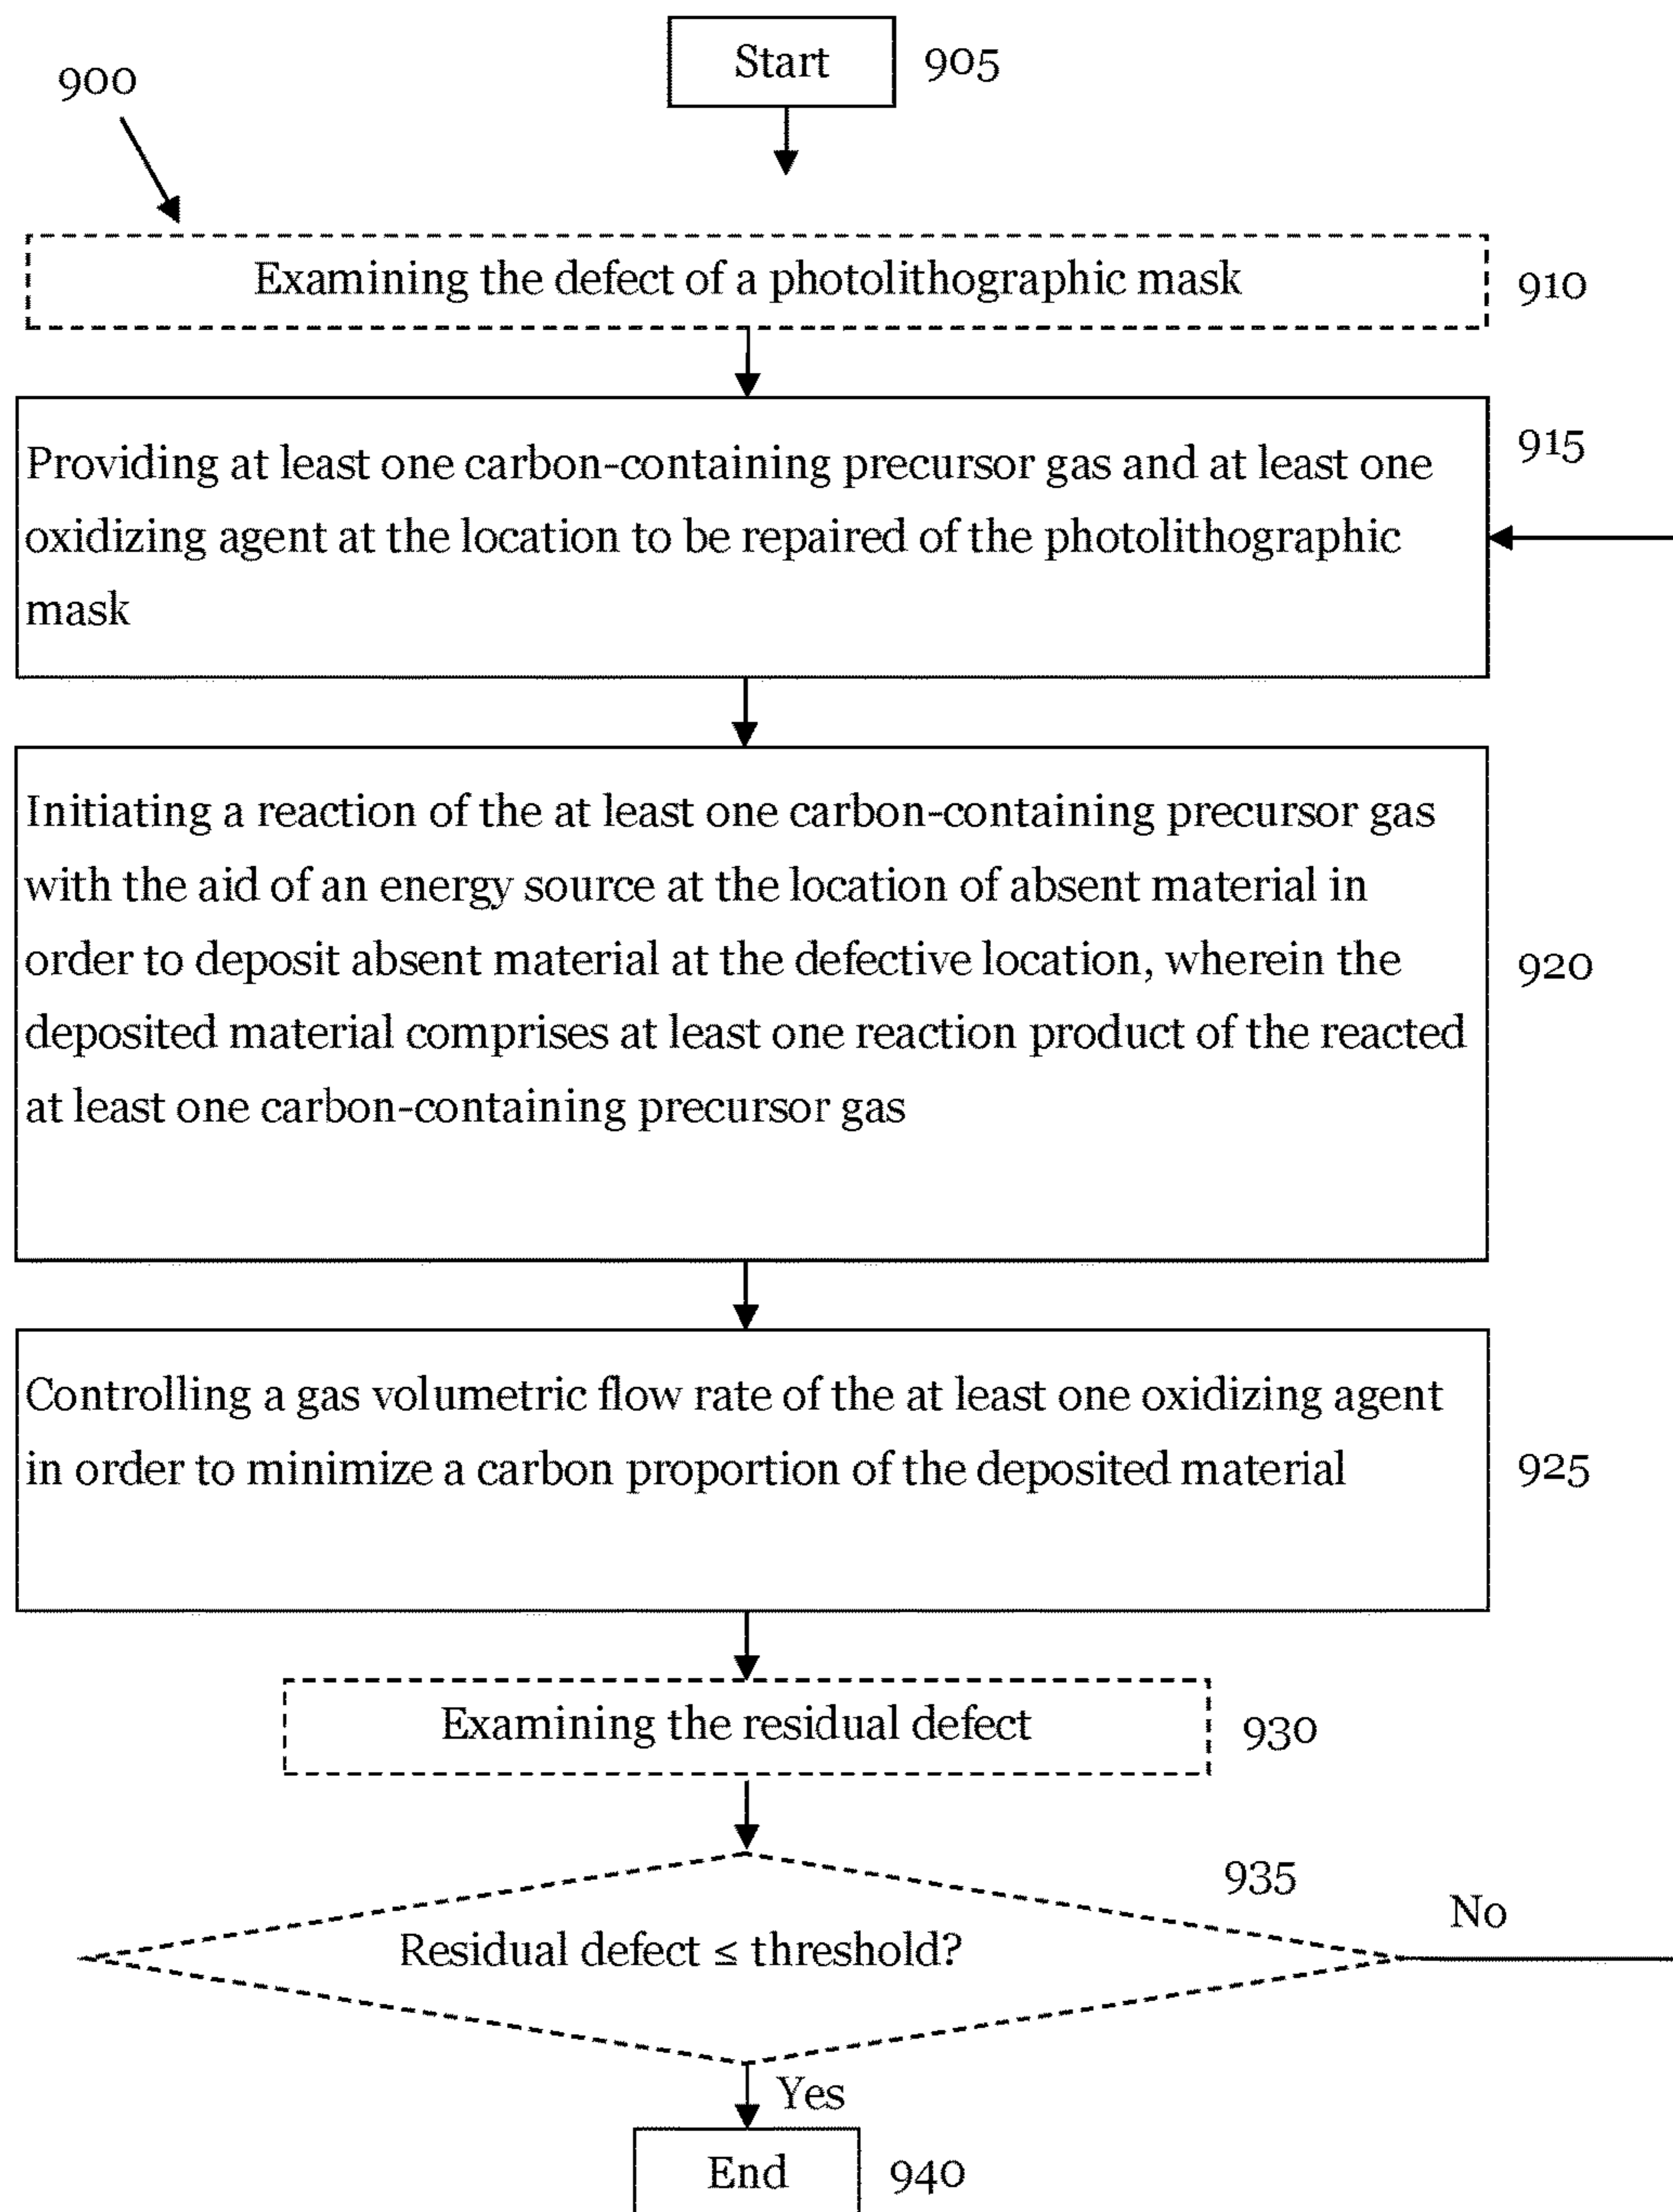 Start 905
900
Examining the defect of a photolithographic mask 910
915
Providing at least one carbon-containing precursor gas and at least one
oxidizing agent at the location to be repaired of the photolithographic
mask
Initiating a reaction of the at least one carbon-containing precursor gas
with the aid of an energy source at the location of absent material in
order to deposit absent material at the defective location, wherein the
920
deposited material comprises at least one reaction product of the reacted
at least one carbon-containing precursor gas
Controlling a gas volumetric flow rate of the at least one oxidizing agent
in order to minimize a carbon proportion of the deposited material
925
Examining the residual defect 930
935
No
Residual defect ≤ threshold?
Yes
End 940